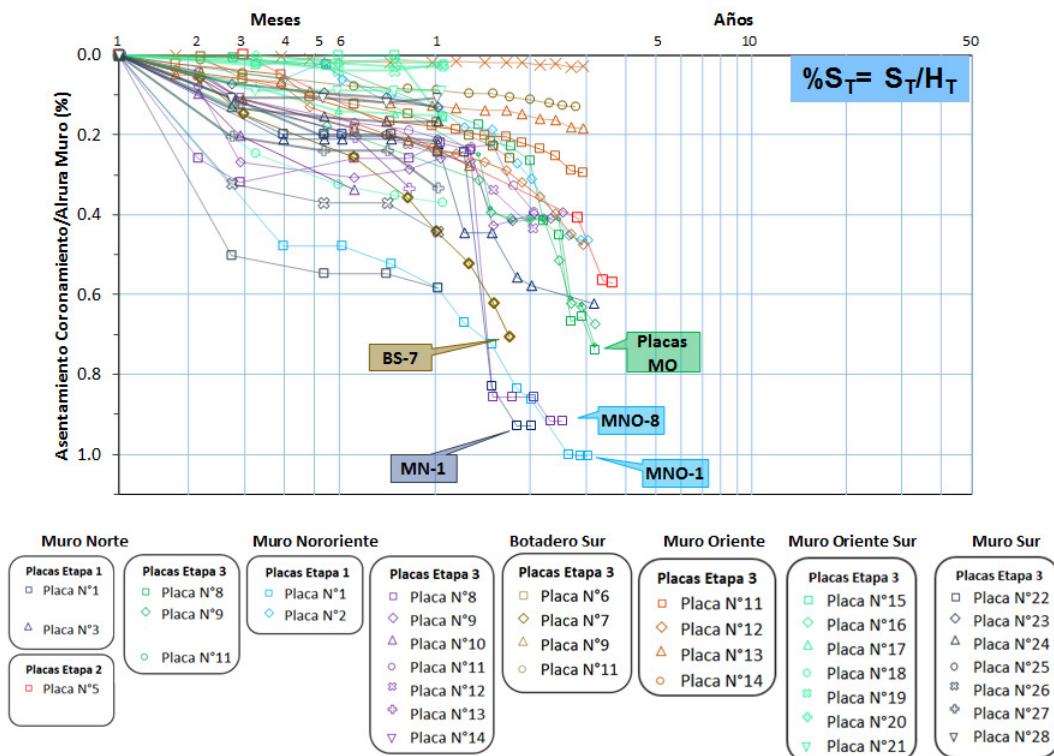 Meses Años
1 2 3 4 5 6 1 5 10 50
%ST= ST/HT
Asentamiento Coronamiento/Alrura Muro (%)
0.0
0.2
0.4
0.6
0.8
1.0
BS-7
Placas
MO
MNO-8
MN-1
MNO-1
Muro Norte
Placas Etapa 1
Placa N°1
Placa N°3
Placas Etapa 2
Placa N°5
Placas Etapa 3
Placa N°8
Placa N°9
Placa N°11
Muro Nororiente
Placas Etapa 1
Placa N°1
Placa N°2
Placas Etapa 3
Placa N°8
Placa N°9
Placa N°10
Placa N°11
Placa N°12
Placa N°13
Placa N°14
Botadero Sur
Placas Etapa 3
Placa N°6
Placa N°7
Placa N°9
Placa N°11
Muro Oriente
Placas Etapa 3
Placa N°11
Placa N°12
Placa N°13
Placa N°14
Muro Oriente Sur
Placas Etapa 3
Placa N°15
Placa N°16
Placa N°17
Placa N°18
Placa N°19
Placa N°20
Placa N°21
Muro Sur
Placas Etapa 3
Placa N°22
Placa N°23
Placa N°24
Placa N°25
Placa N°26
Placa N°27
Placa N°28